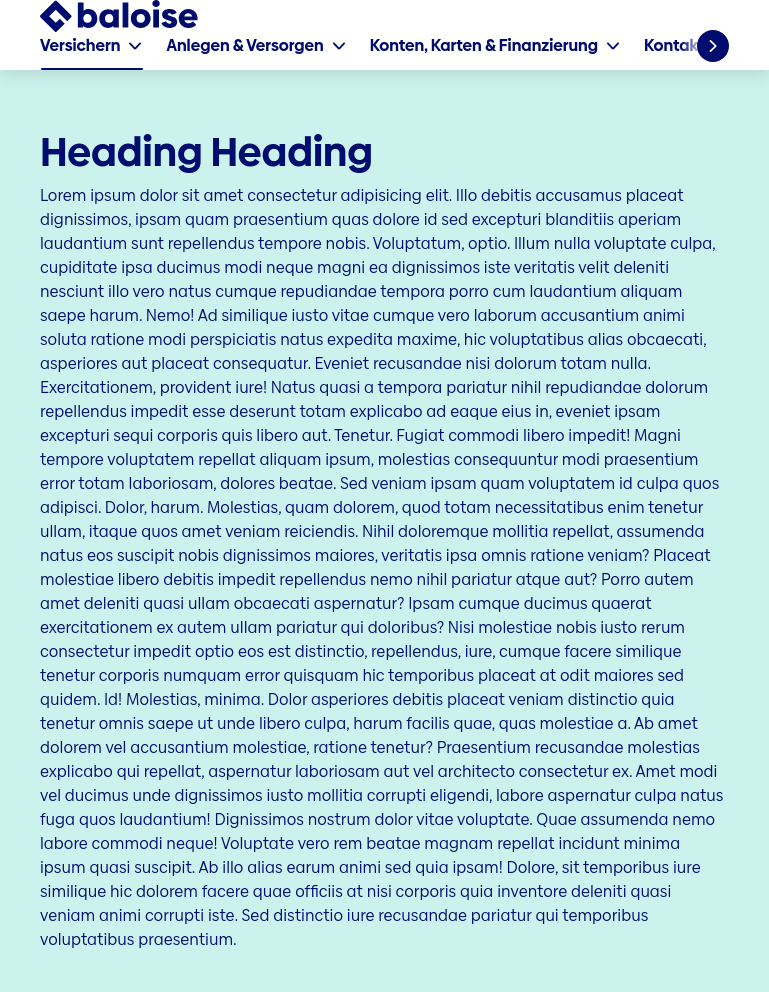 baloise
Versichern Anlegen & Versorgen Konten, Karten & Finanzierung Kontak
Heading Heading
Lorem ipsum dolor sit amet consectetur adipisicing elit. Illo debitis accusamus placeat
dignissimos, ipsam quam praesentium quas dolore id sed excepturi blanditiis aperiam
laudantium sunt repellendus tempore nobis. Voluptatum, optio. Illum nulla voluptate culpa,
cupiditate ipsa ducimus modi neque magni ea dignissimos iste veritatis velit deleniti
nesciunt illo vero natus cumque repudiandae tempora porro cum laudantium aliquam
saepe harum. Nemo! Ad similique iusto vitae cumque vero laborum accusantium animi
soluta ratione modi perspiciatis natus expedita maxime, hic voluptatibus alias obcaecati,
asperiores aut placeat consequatur. Eveniet recusandae nisi dolorum totam nulla.
Exercitationem, provident iure! Natus quasi a tempora pariatur nihil repudiandae dolorum
repellendus impedit esse deserunt totam explicabo ad eaque eius in, eveniet ipsam
excepturi sequi corporis quis libero aut. Tenetur. Fugiat commodi libero impedit! Magni
tempore voluptatem repellat aliquam ipsum, molestias consequuntur modi praesentium
error totam laboriosam, dolores beatae. Sed veniam ipsam quam voluptatem id culpa quos
adipisci. Dolor, harum. Molestias, quam dolorem, quod totam necessitatibus enim tenetur
ullam, itaque quos amet veniam reiciendis. Nihil doloremque mollitia repellat, assumenda
natus eos suscipit nobis dignissimos maiores, veritatis ipsa omnis ratione veniam? Placeat
molestiae libero debitis impedit repellendus nemo nihil pariatur atque aut? Porro autem
amet deleniti quasi ullam obcaecati aspernatur? Ipsam cumque ducimus quaerat
exercitationem ex autem ullam pariatur qui doloribus? Nisi molestiae nobis iusto rerum
consectetur impedit optio eos est distinctio, repellendus, iure, cumque facere similique
tenetur corporis numquam error quisquam hic temporibus placeat at odit maiores sed
quidem. Id! Molestias, minima. Dolor asperiores debitis placeat veniam distinctio quia
tenetur omnis saepe ut unde libero culpa, harum facilis quae, quas molestiae a. Ab amet
dolorem vel accusantium molestiae, ratione tenetur? Praesentium recusandae molestias
explicabo qui repellat, aspernatur laboriosam aut vel architecto consectetur ex. Amet modi
vel ducimus unde dignissimos iusto mollitia corrupti eligendi, labore aspernatur culpa natus
fuga quos laudantium! Dignissimos nostrum dolor vitae voluptate. Quae assumenda nemo
labore commodi neque! Voluptate vero rem beatae magnam repellat incidunt minima
ipsum quasi suscipit. Ab illo alias earum animi sed quia ipsam! Dolore, sit temporibus iure
similique hic dolorem facere quae officiis at nisi corporis quia inventore deleniti quasi
veniam animi corrupti iste. Sed distinctio iure recusandae pariatur qui temporibus
voluptatibus praesentium.